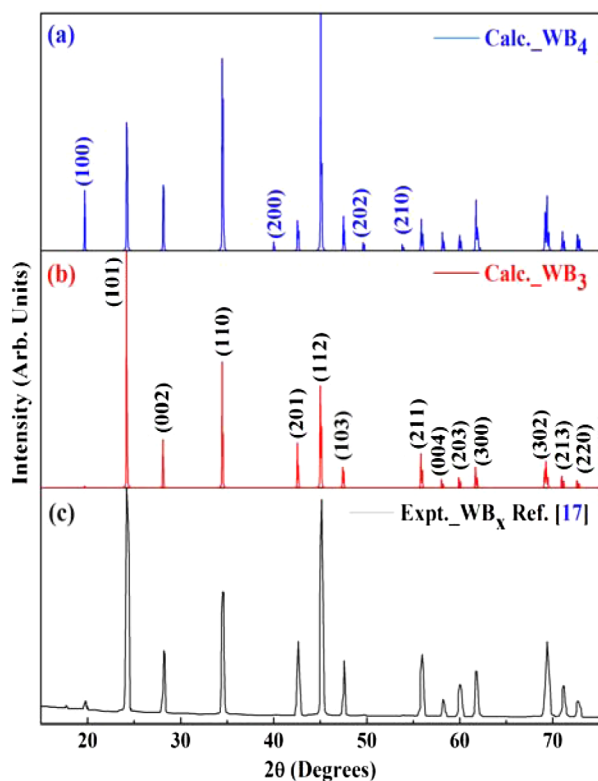 (a)
Calc._WB4
(100)
(200)
(202)
(210)
(b)
Calc._WB3
(101)
(002)
(110)
(201)
(112)
(103)
(211)
(004)
(203)
(300)
(302)
(213)
(220)
(c)
Expt._WBx Ref. [17]
Intensity (Arb. Units)
20 30 40 50 60 70
2θ (Degrees)